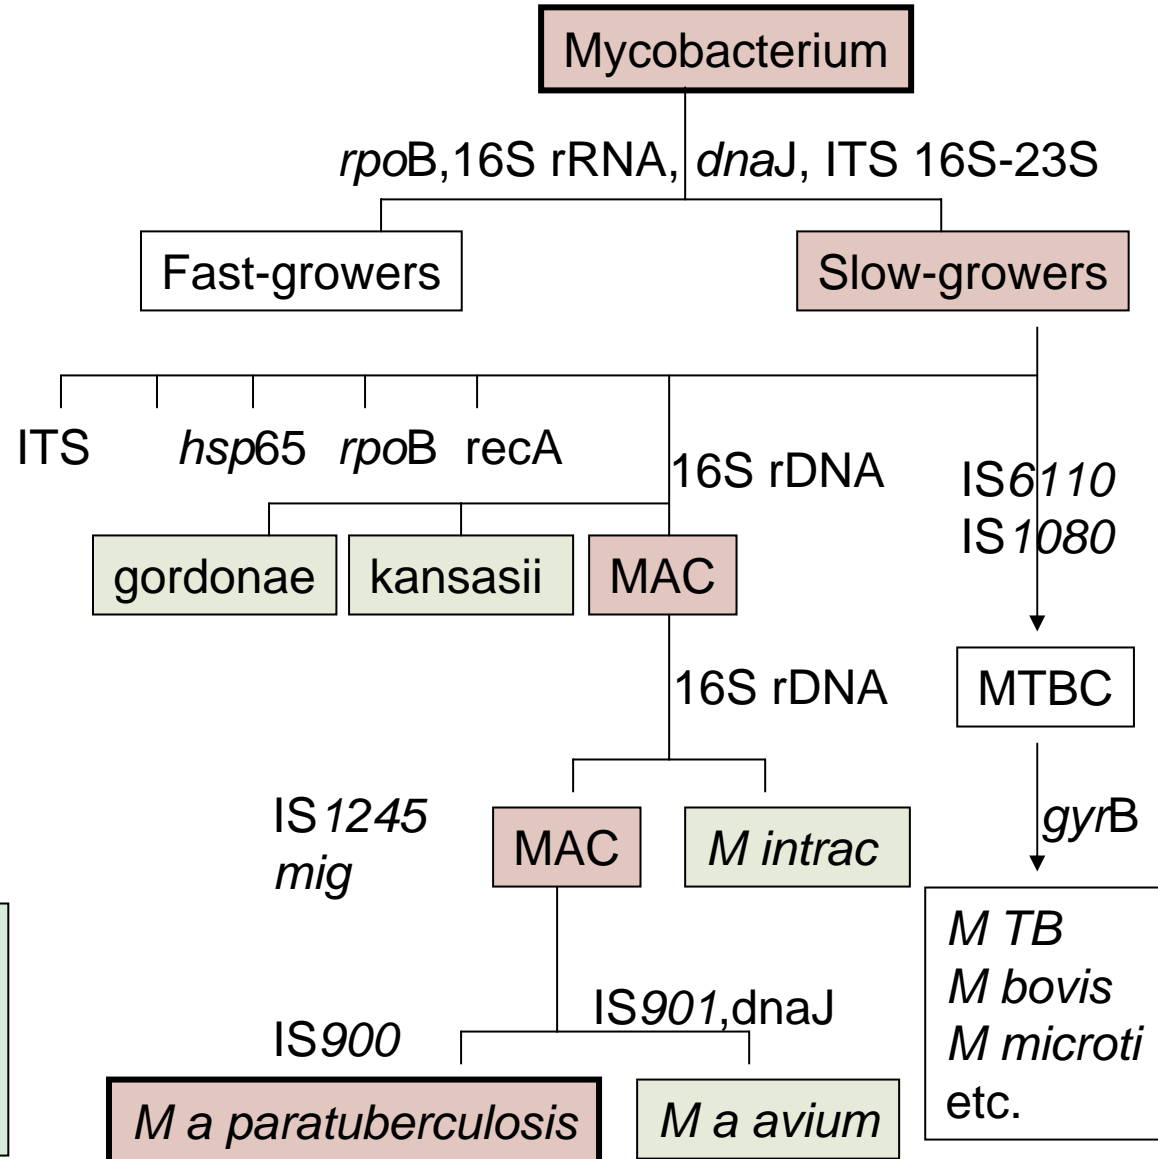 Mycobacterium
rpoB,16S rRNA, dnaJ, ITS 16S-23S
Fast-growers
Slow-growers
ITS
hsp65
rpoB
recA
16S rDNA
IS6110
IS1080
gordonae
kansasii
MAC
16S rDNA
MTBC
IS1245
mig
MAC
M intrac
gyrB
M TB
M bovis
M microti
etc.
IS901,dnaJ
IS900
M a paratuberculosis
M a avium